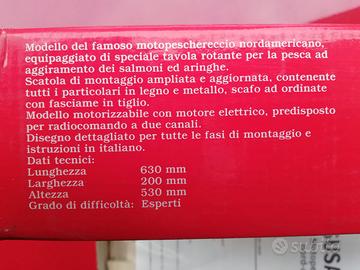 Modello del famoso motopeschereccio nordamericano,
equipaggiato di speciale tavola rotante per la pesca ad
aggiramento dei salmoni ed aringhe.
Scatola di montaggio ampliata e aggiornata, contenente
tutti i particolari in legno e metallo, scafo ad ordinate
con fasciame in tiglio.
Modello motorizzabile con motore elettrico, predisposto
per radiocomando a due canali.
Disegno dettagliato per tutte le fasi di montaggio e
istruzioni in italiano.
Dati tecnici:
Lunghezza 630 mm
Larghezza 200 mm
Altezza 530 mm
Grado di difficoltà: Esperti
subito.it